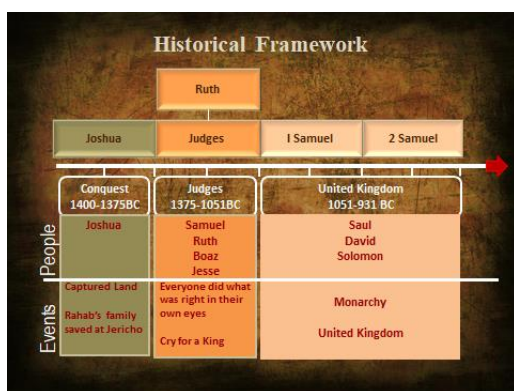 Historical Framework
Ruth
Joshua
Judges
1 Samuel
2 Samuel
Conquest
1400-1375BC
Judges
1375-1051BC
United Kingdom
1051-931 BC
People
Joshua
Samuel
Ruth
Boaz
Jesse
Saul
David
Solomon
Events
Captured Land
Rahab's family
saved at Jericho
Everyone did what
was right in their
own eyes
Cry for a King
Monarchy
United Kingdom